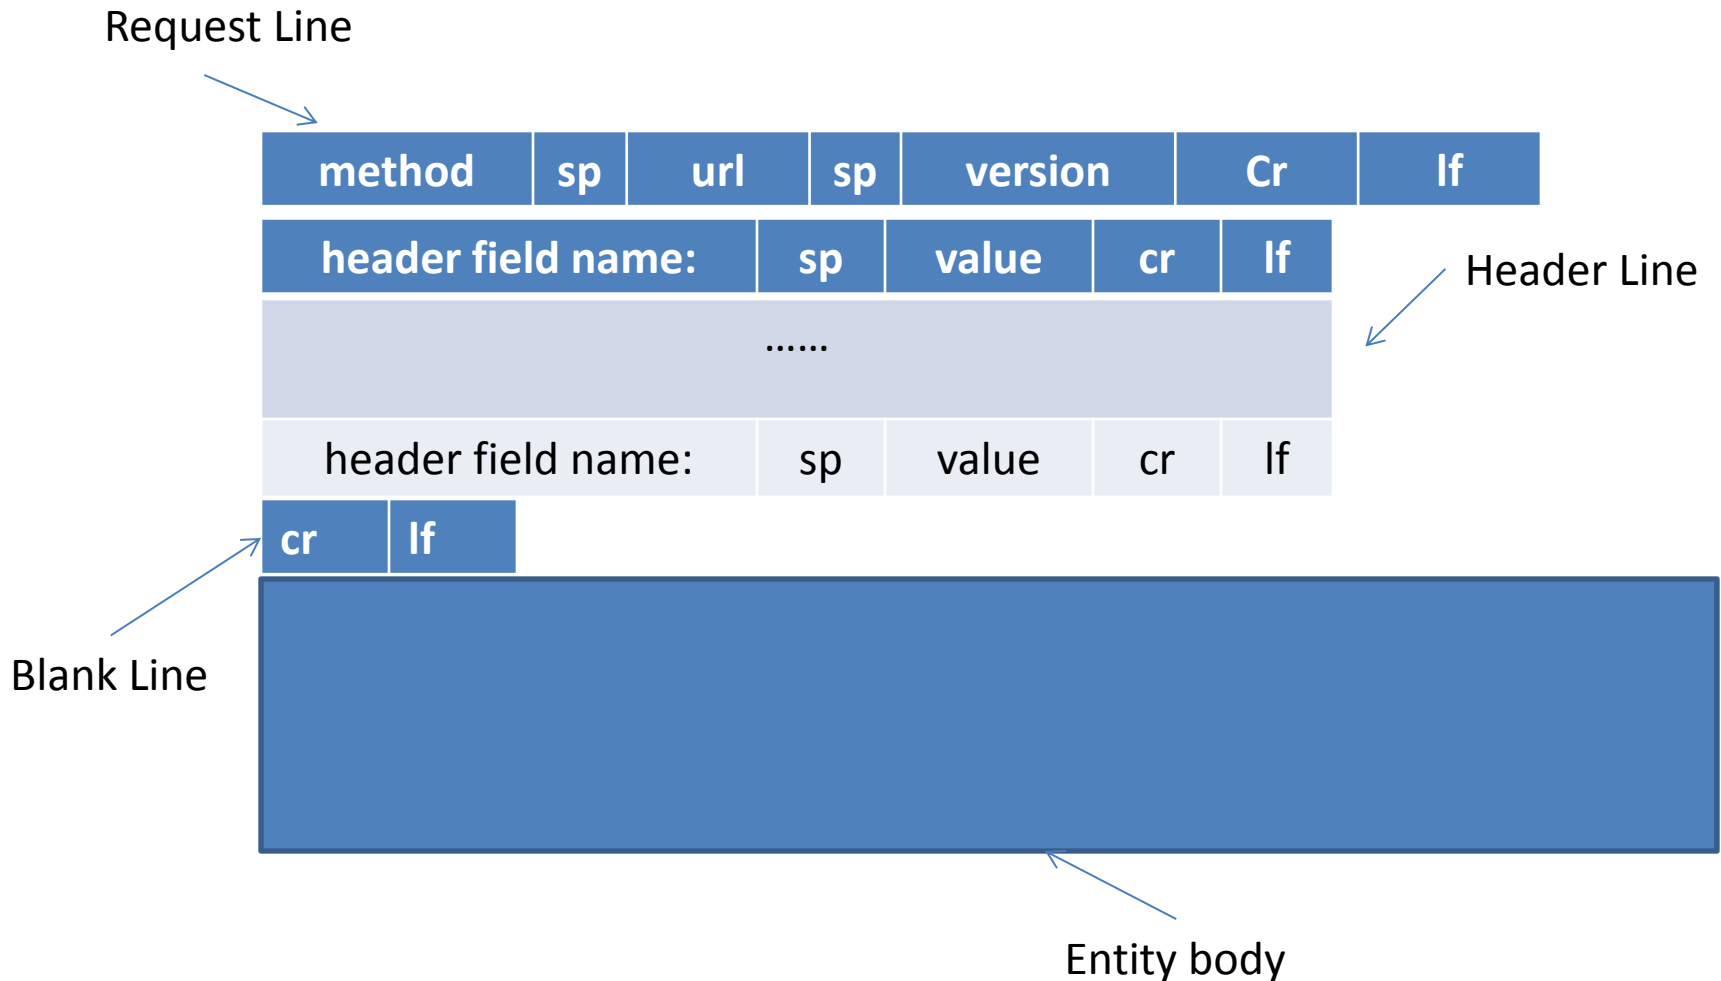 Request Line
method sp url sp version Cr lf
header field name: sp value cr lf
Header Line
......
header field name: sp value cr lf
cr lf
Blank Line
Entity body